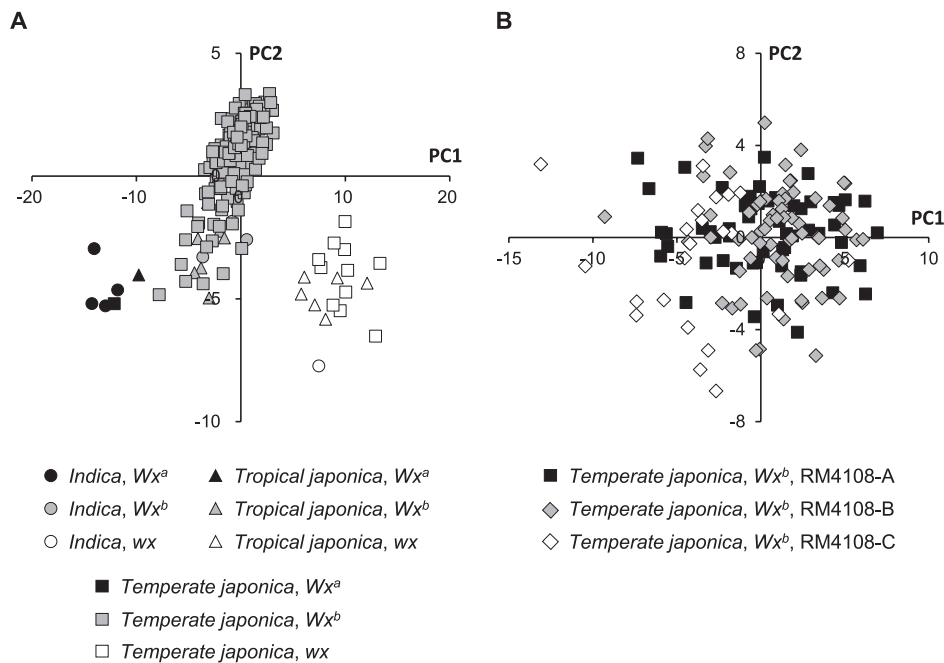 A
B
5
PC2
PC1
-20
-10
0
10
20
-5
-10
8
PC2
4
PC1
-15
-10
-5
0
5
10
-4
-8
Indica, Wxᵃ
Tropical japonica, Wxᵃ
Indica, Wxᵇ
Tropical japonica, Wxᵇ
Indica, wx
Tropical japonica, wx
Temperate japonica, Wxᵃ
Temperate japonica, Wxᵇ
Temperate japonica, wx
Temperate japonica, Wxᵇ, RM4108-A
Temperate japonica, Wxᵇ, RM4108-B
Temperate japonica, Wxᵇ, RM4108-C